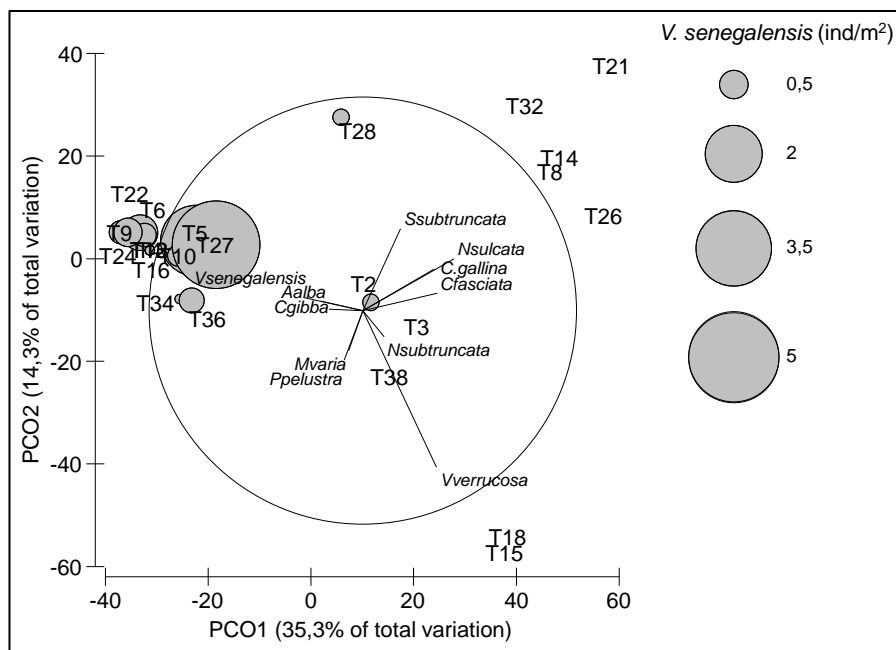 V. senegalensis (ind/m²)
0,5
2
3,5
5
PCO2 (14,3% of total variation)
40
20
0
-20
-40
-60
T21
T32
T28
T14
T8
T22
T6
T26
Ssubtruncata
T9
T5
T27
T24
T10
Nsulcata
T16
C.gallina
Vsenegalensis
T2
Cfasciata
Aalba
T34
Cgibba
T36
T3
Nsubtruncata
Mvaria
Ppelustra
T38
Vverrucosa
T18
T15
-40
-20
0
20
40
60
PCO1 (35,3% of total variation)